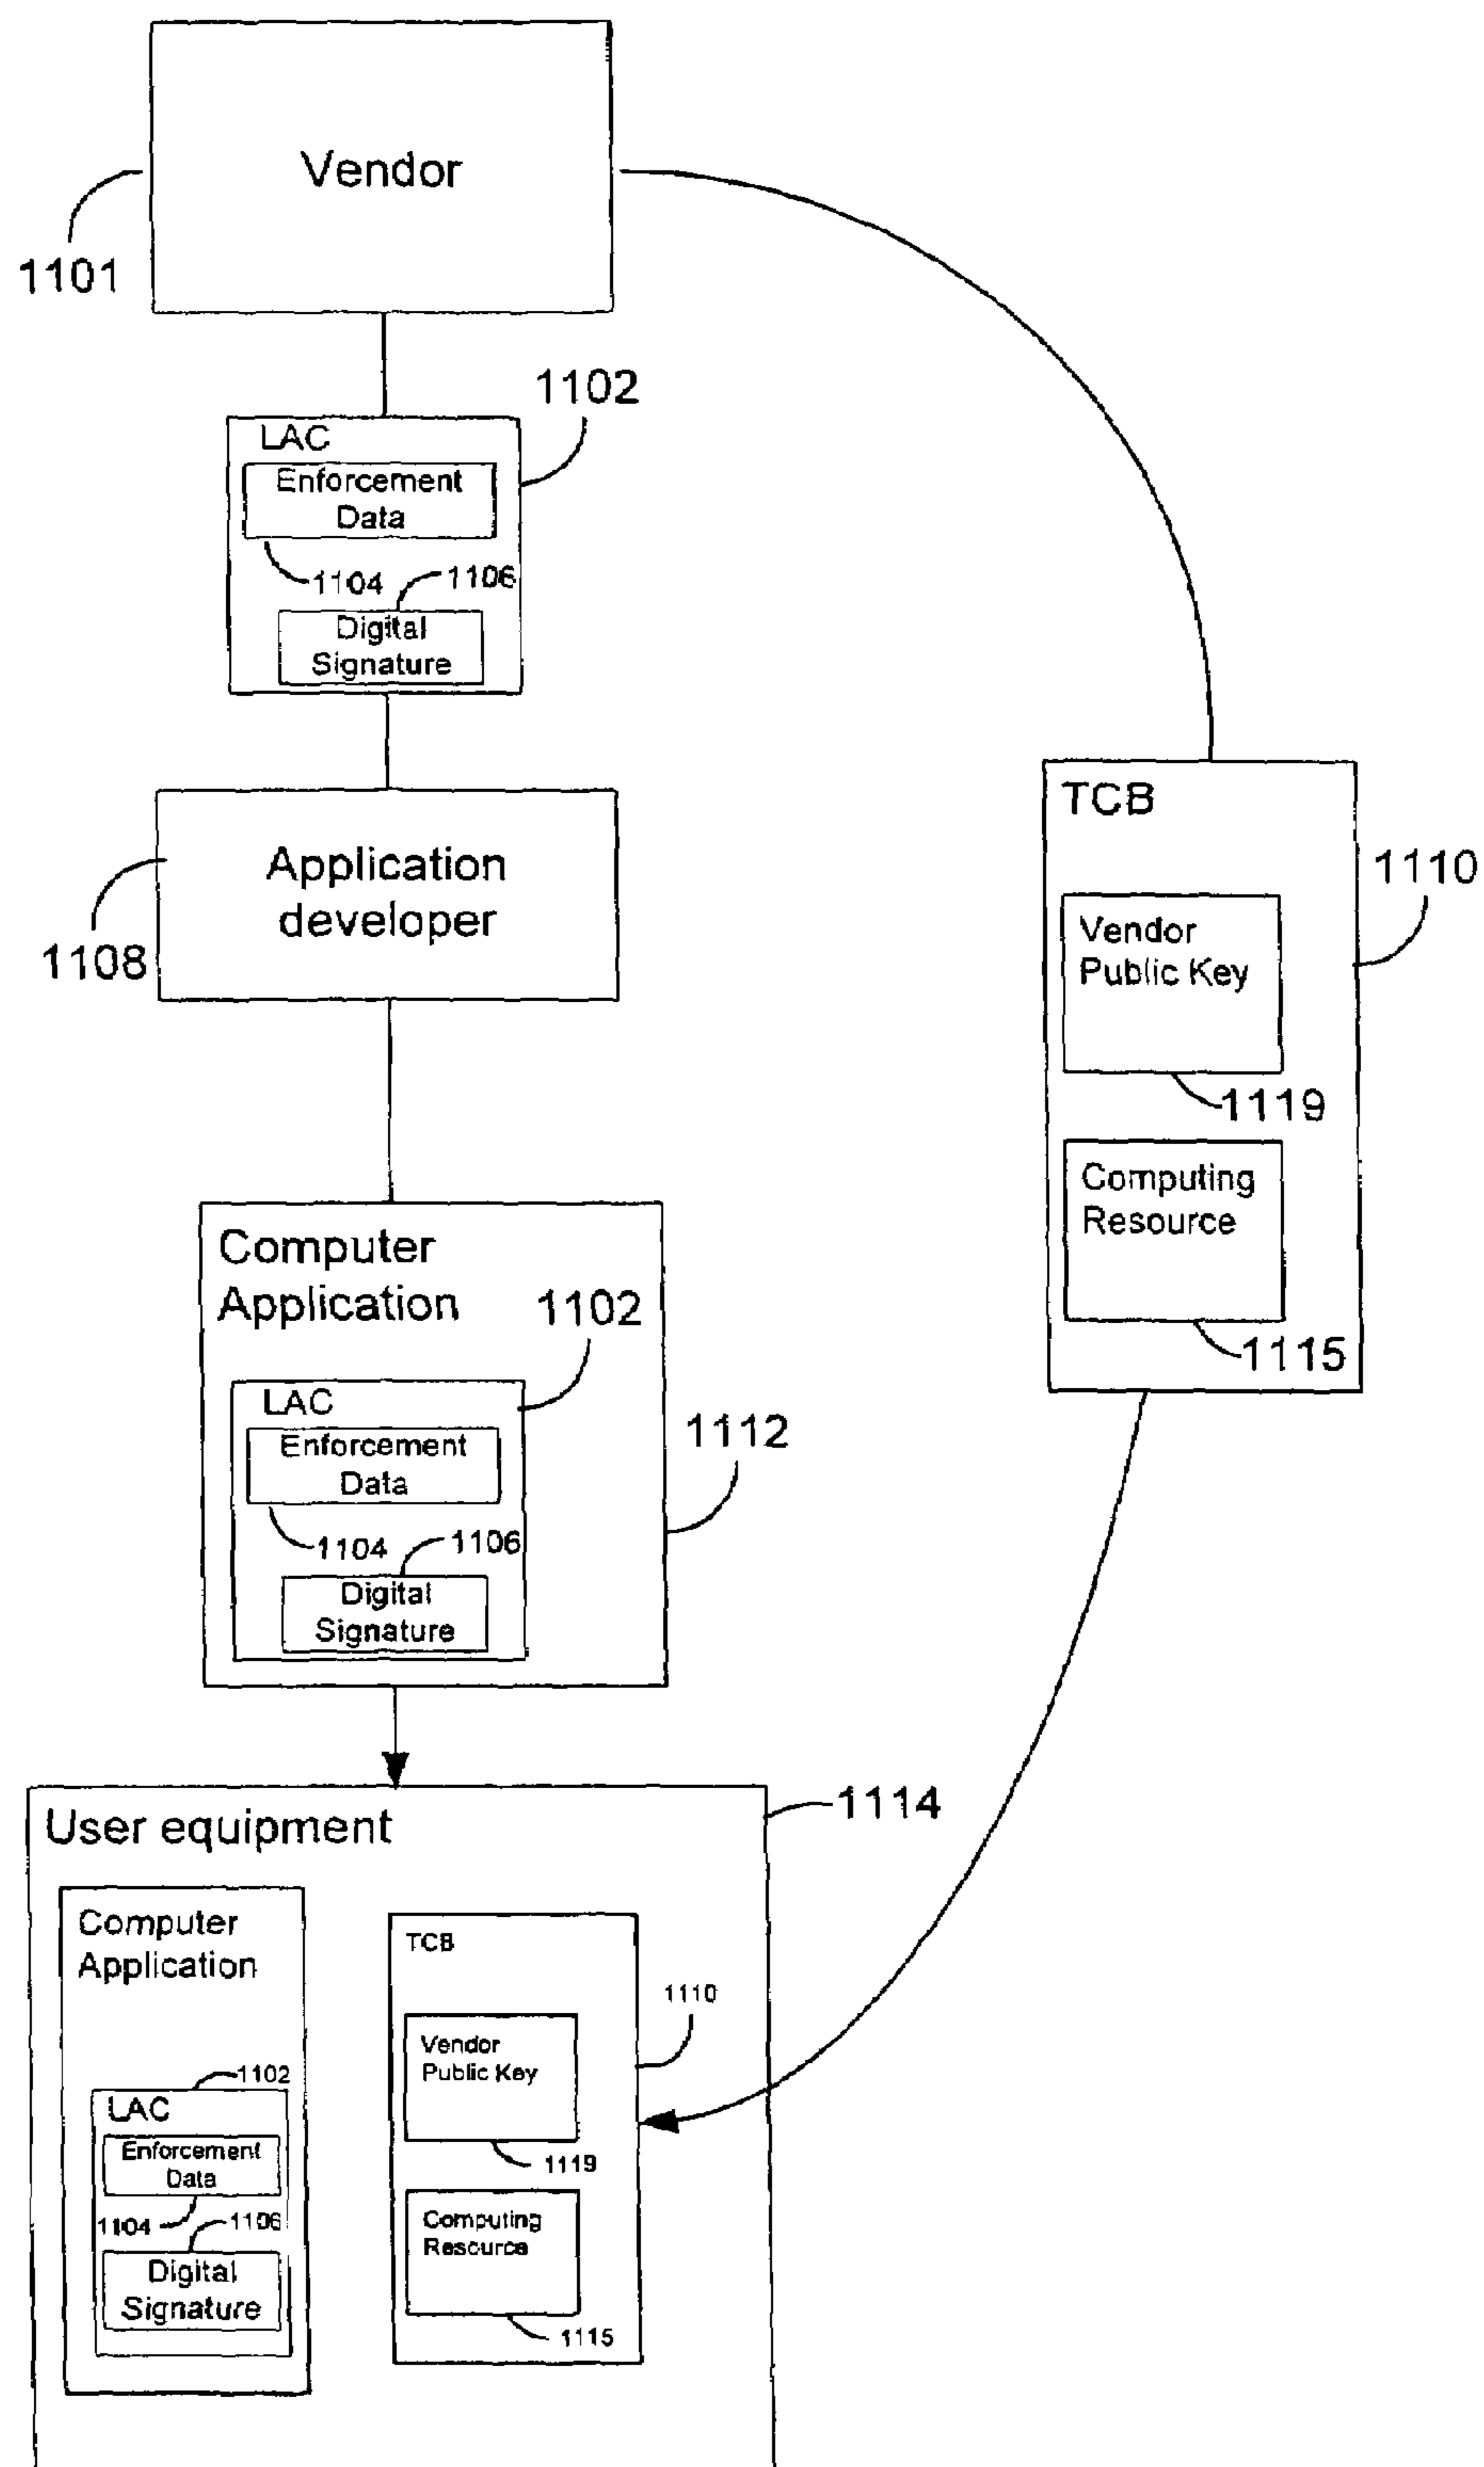 Vendor
1101
1102
LAC
Enforcement
Data
1104
1106
Digital
Signature
Application
developer
1108
TCB
1110
Vendor
Public Key
1119
Computing
Resource
1115
Computer
Application
1102
LAC
Enforcement
Data
1104
1106
Digital
Signature
1112
User equipment
1114
Computer
Application
1102
LAC
Enforcement
Data
1104
1106
Digital
Signature
TCB
1110
Vendor
Public Key
1119
Computing
Resource
1115